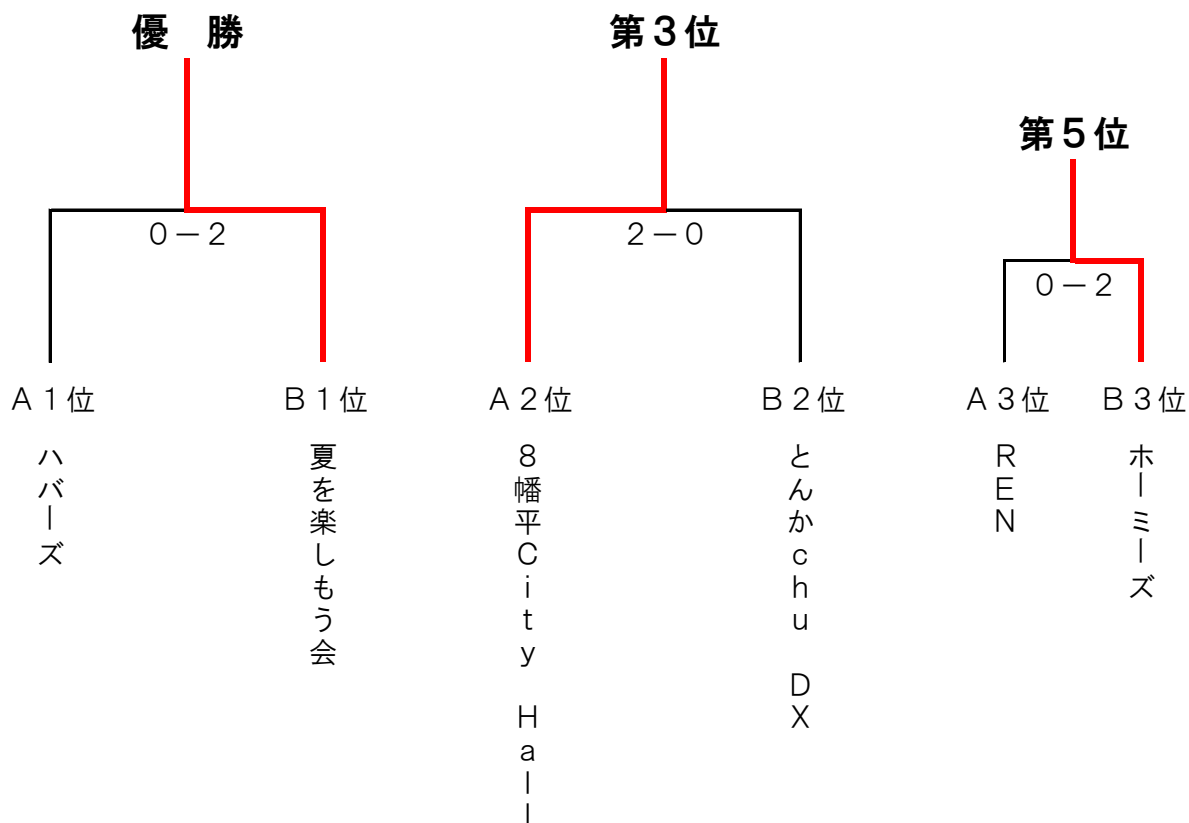 優　勝
第３位
第５位
０－２
２－０
０－２
Ａ１位
Ｂ１位
Ａ２位
Ｂ２位
Ａ３位
Ｂ３位
ハバーズ
夏を楽しもう会
８幡平Ｃｉｔｙ　Ｈａｌｌ
とんかｃｈｕ　ＤＸ
ＲＥＮ
ホーミーズ